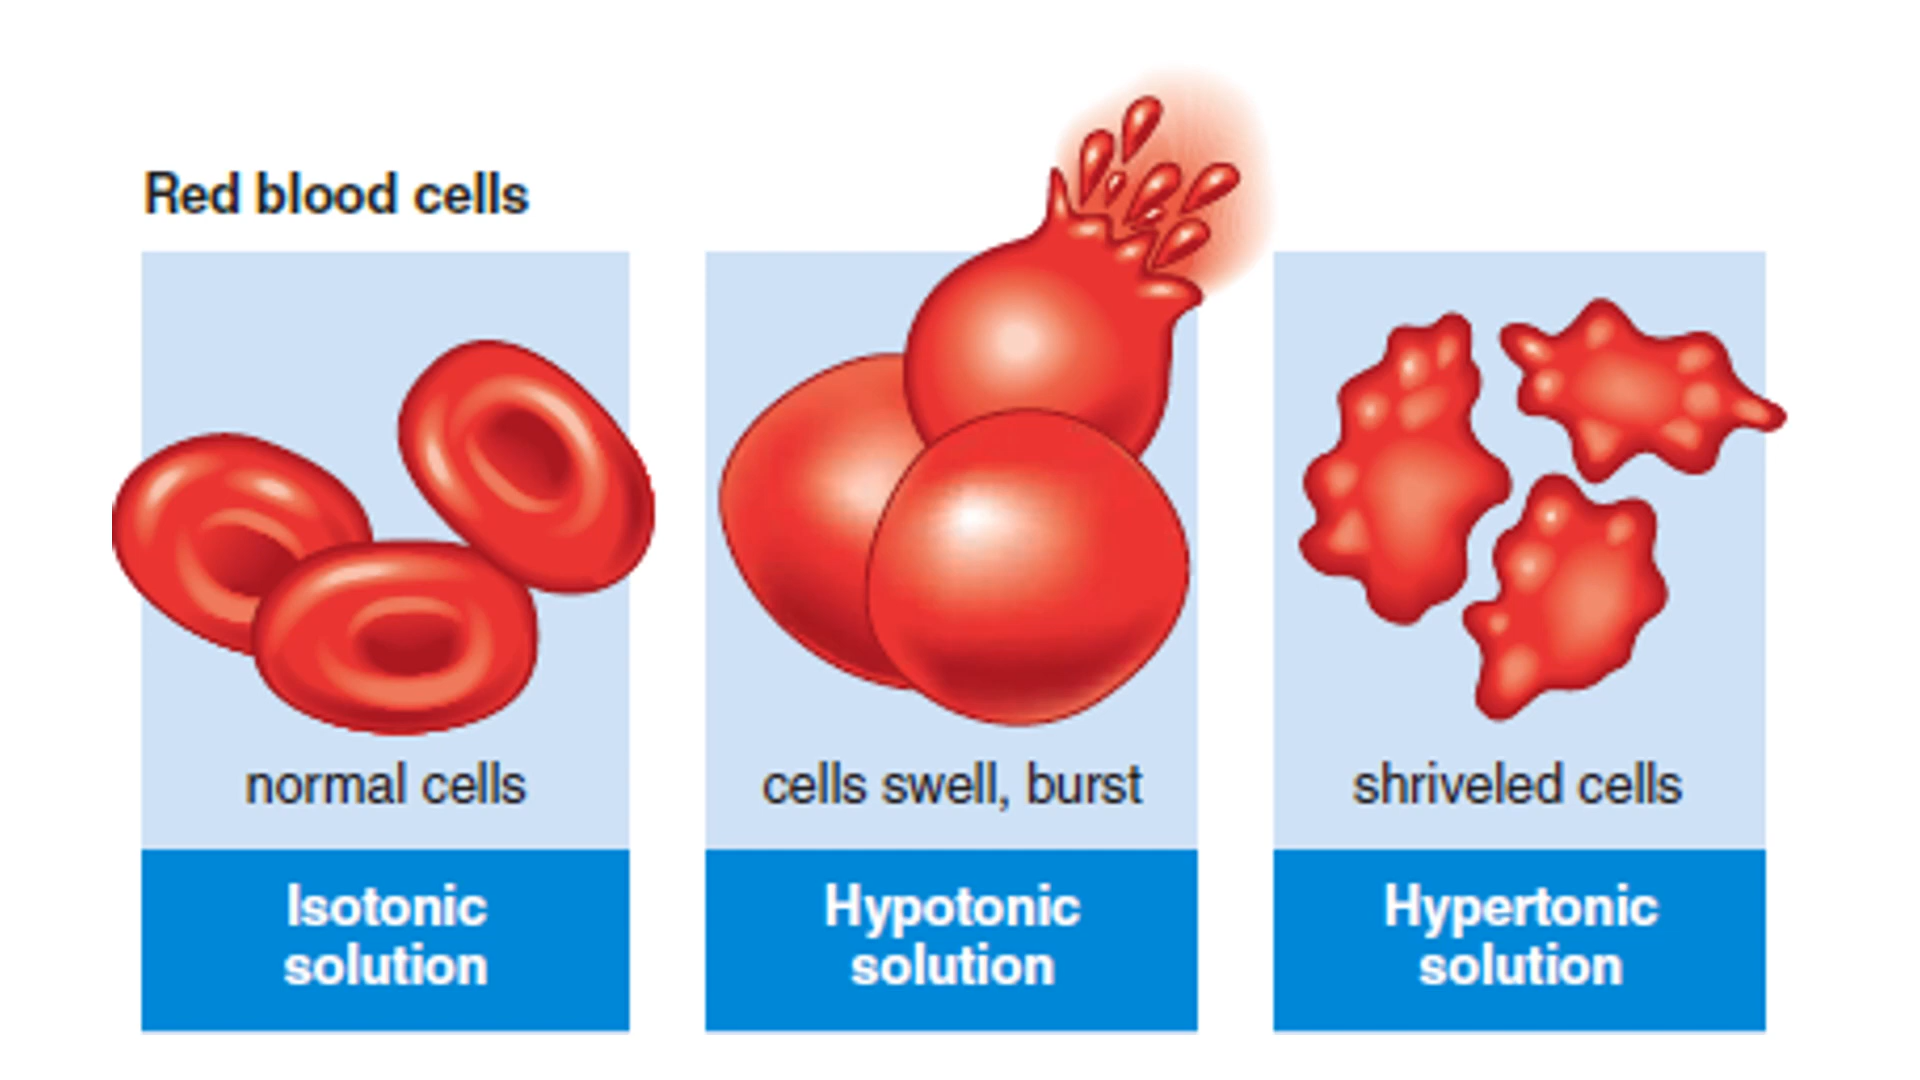 Red blood cells
normal cells
Isotonic
solution
cells swell, burst
Hypotonic
solution
shriveled cells
Hypertonic
solution